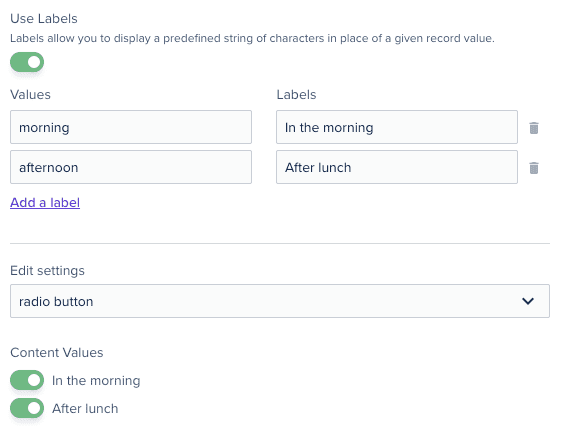 Use Labels
Labels allow you to display a predefined string of characters in place of a given record value.
Values Labels
morning In the morning
afternoon After lunch
Add a label
Edit settings
radio button
Content Values
In the morning
After lunch